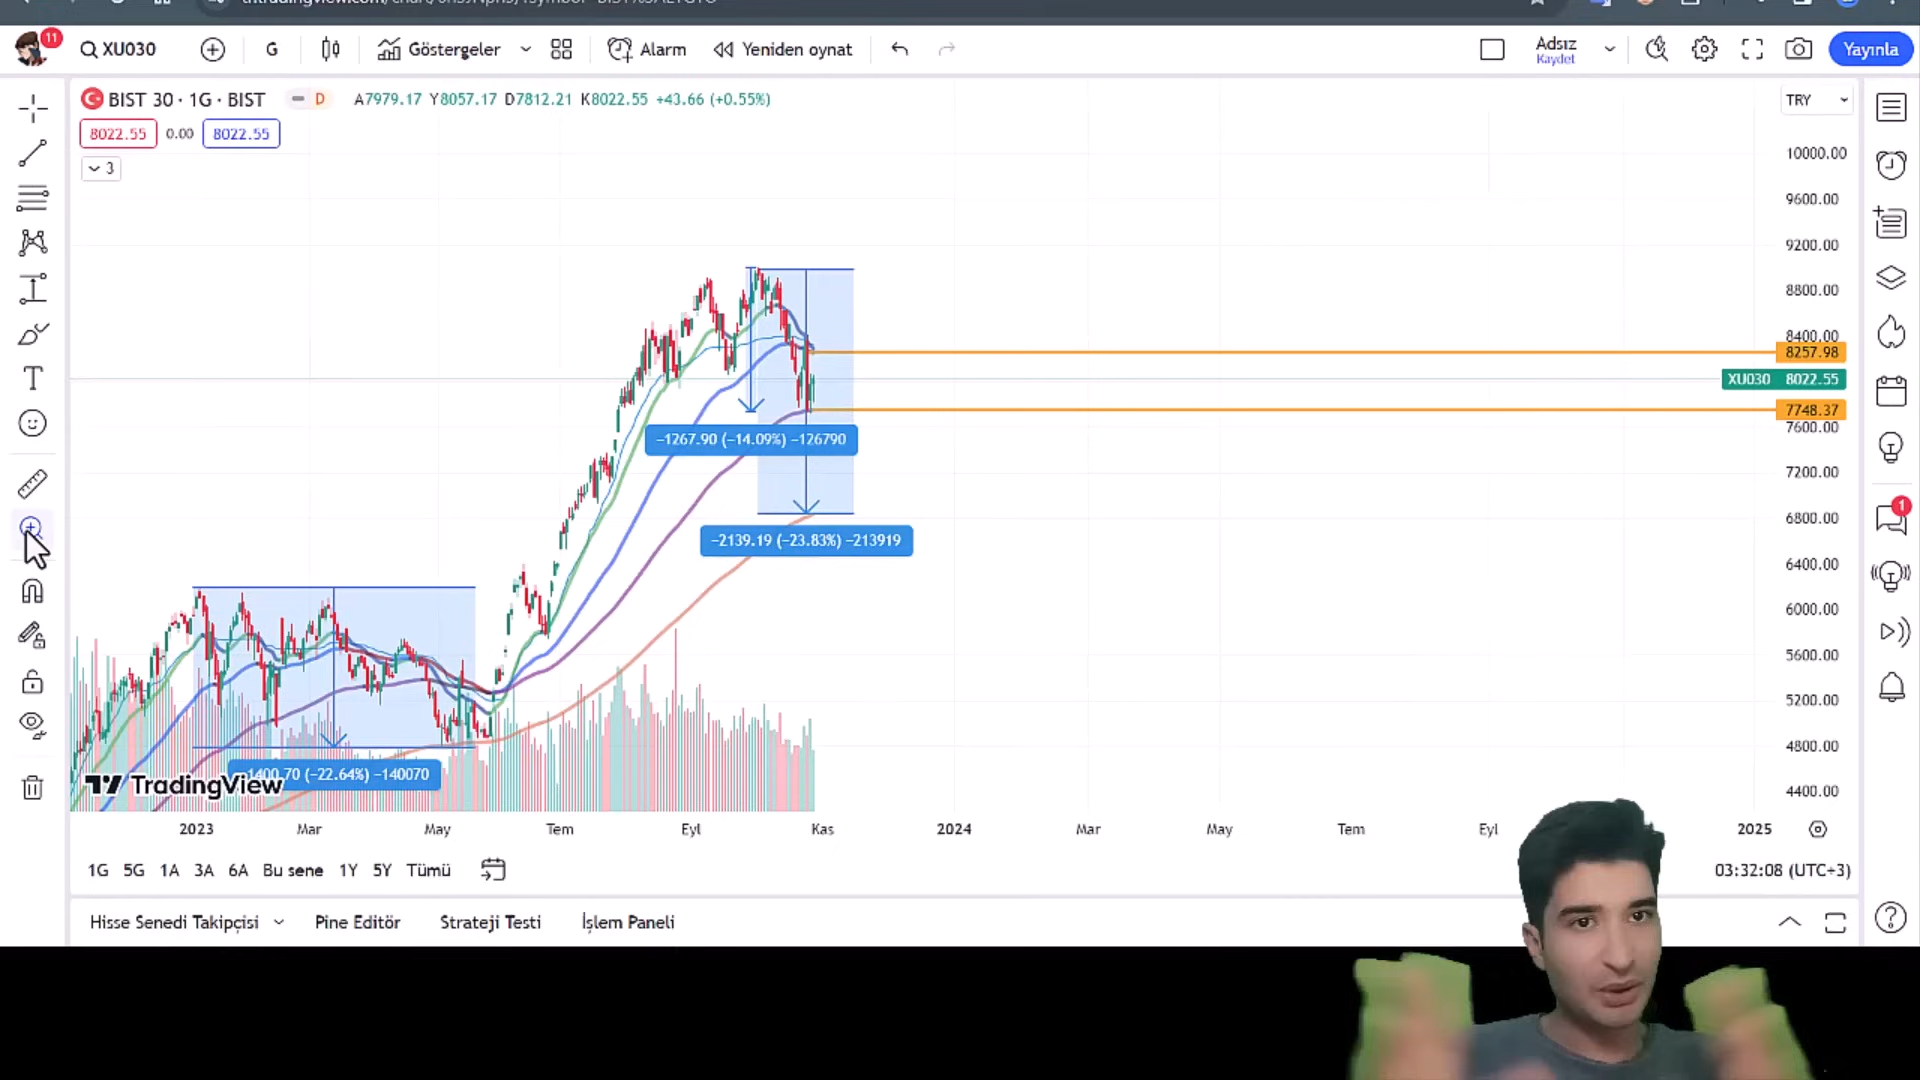 11
XU030
G
Göstergeler
Alarm
Yeniden oynat
Adsız
Kaydet
Yayınla
BIST 30 · 1G · BIST
D
A7979.17 Y8057.17 D7812.21 K8022.55 +43.66 (+0.55%)
TRY
8022.55 0.00 8022.55
3
10000.00
9600.00
9200.00
8800.00
8400.00
8257.98
XU030 8022.55
7748.37
7600.00
7200.00
6800.00
6400.00
6000.00
5600.00
5200.00
4800.00
4400.00
−1267.90 (−14.09%) −126790
−2139.19 (−23.83%) −213919
1400.70 (−22.64%) −140070
TradingView
1
2023 Mar May Tem Eyl Kas 2024 Mar May Tem Eyl 2025
1G 5G 1A 3A 6A Bu sene 1Y 5Y Tümü
03:32:08 (UTC+3)
Hisse Senedi Takipçisi Pine Editör Strateji Testi İşlem Paneli